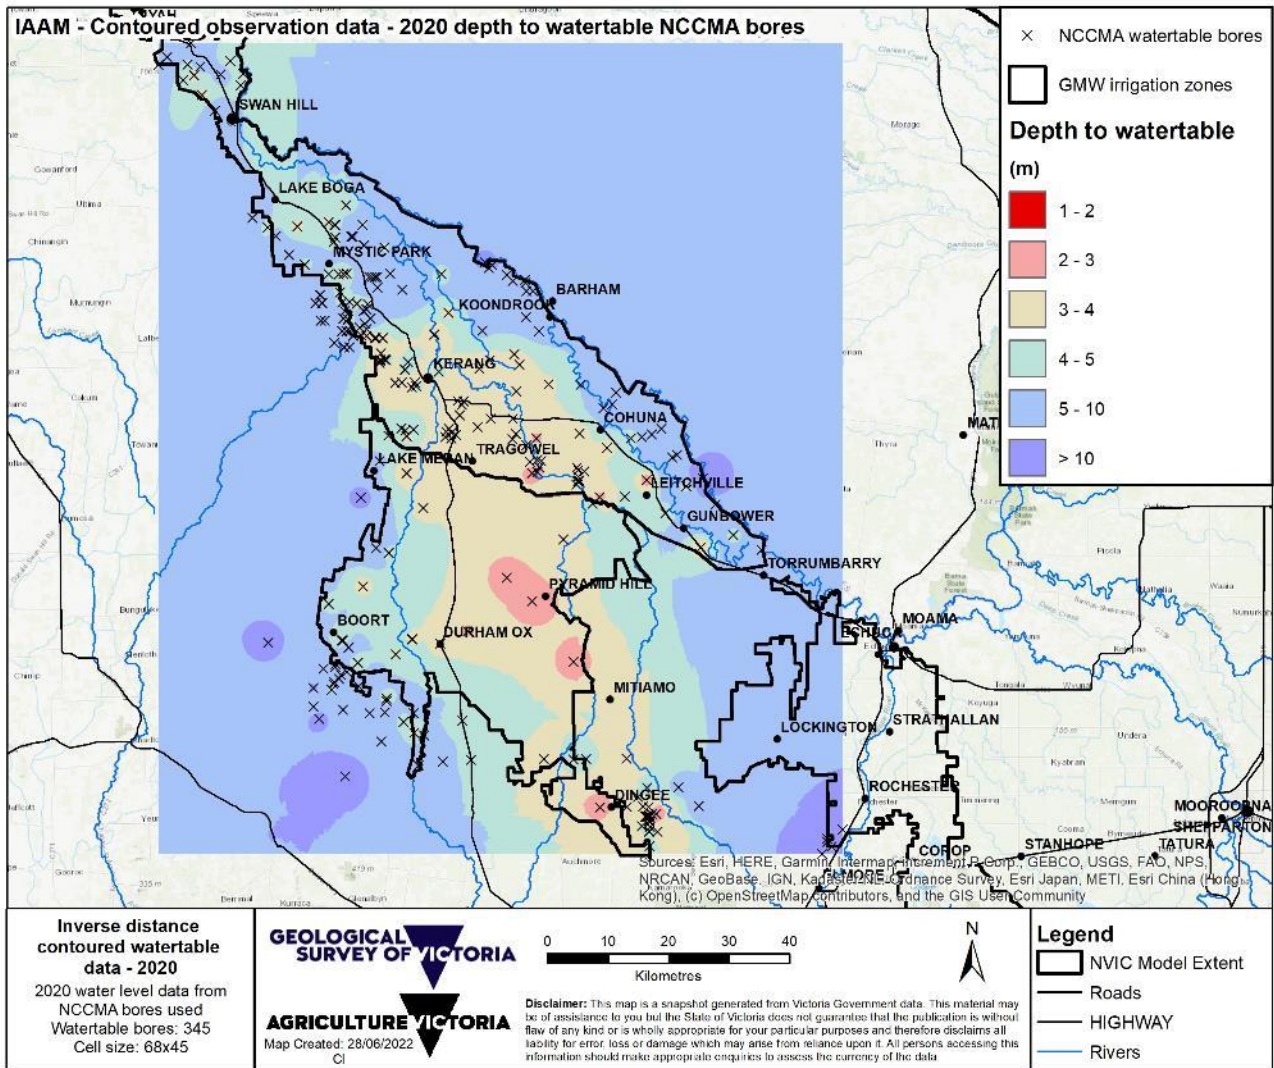 IAAM - Contoured observation data - 2020 depth to watertable NCCMA bores
NCCMA watertable bores
GMW irrigation zones
Depth to watertable
(m)
1 - 2
2 - 3
3 - 4
4 - 5
5 - 10
> 10
SWAN HILL
Gowanford
Ultima
LAKE BOGA
Chinangin
MYSTIC PARK
BARHAM
KOONDROOK
KERANG
COHUNA
TRAGOWEL
LAKE MERAN
LEITCHVILLE
GUNBOWER
TORRUMBARRY
PYRAMID HILL
MOAMA
BOORT
DURHAM OX
MITIAMO
LOCKINGTON
STRATHALLAN
Undera
Kyabram
DINGEE
ROCHESTER
MOOROOPNA
SHEPPARTON
COROP
STANHOPE
TATURA
Sources: Esri, HERE, Garmin, Intermap, increment P Corp., GEBCO, USGS, FAO, NPS,
NRCAN, GeoBase, IGN, Kadaster NL, Ordnance Survey, Esri Japan, METI, Esri China (Hong
Kong), (c) OpenStreetMap contributors, and the GIS User Community
Inverse distance
contoured watertable
data - 2020
2020 water level data from
NCCMA bores used
Watertable bores: 345
Cell size: 68x45
GEOLOGICAL
SURVEY OF VICTORIA
AGRICULTURE VICTORIA
Map Created: 28/06/2022
CI
0 10 20 30 40
Kilometres
N
Disclaimer: This map is a snapshot generated from Victoria Government data. This material may
be of assistance to you but the State of Victoria does not guarantee that the publication is without
flaw of any kind or is wholly appropriate for your particular purposes and therefore disclaims all
liability for error, loss or damage which may arise from reliance upon it. All persons accessing this
information should make appropriate enquiries to assess the currency of the data
Legend
NVIC Model Extent
Roads
HIGHWAY
Rivers